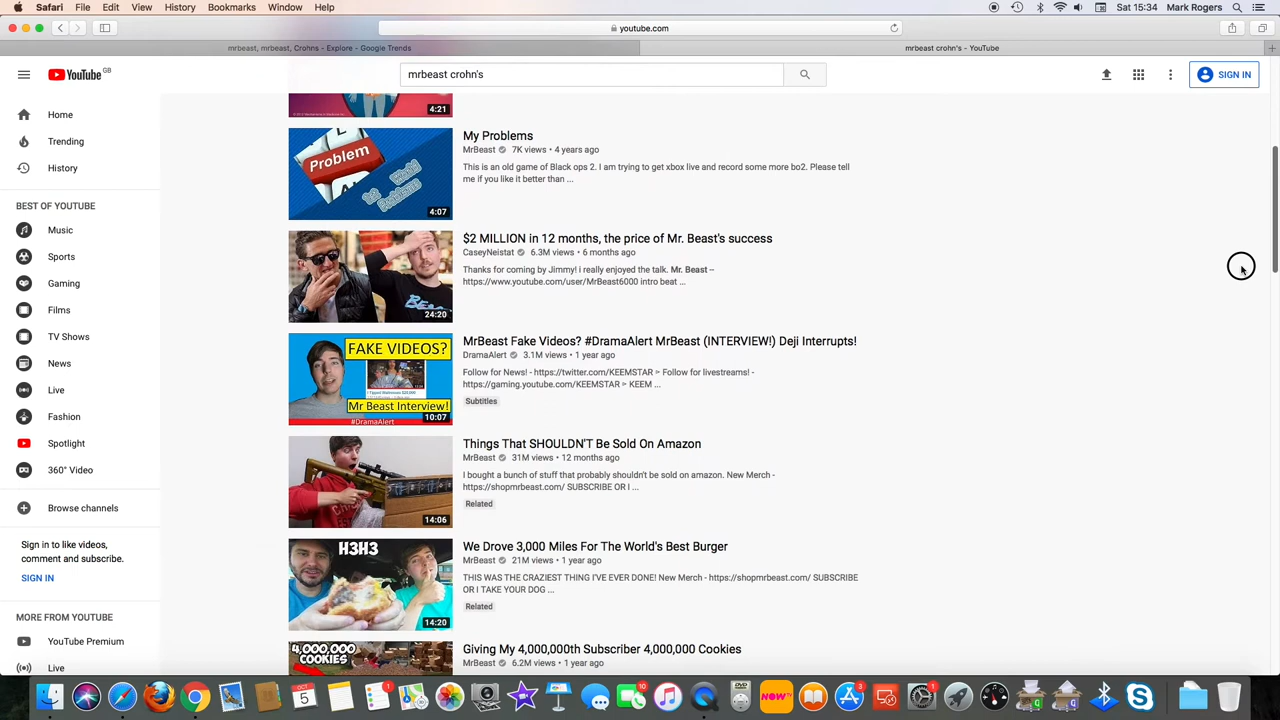 Safari File Edit View History Bookmarks Window Help Sat 15:34 Mark Rogers
youtube.com
mrbeast, mrbeast, Crohns - Explore - Google Trends
mrbeast crohn's - YouTube
YouTube GB
mrbeast crohn's
SIGN IN
Home
Trending
History
BEST OF YOUTUBE
Music
Sports
Gaming
Films
TV Shows
News
Live
Fashion
Spotlight
360° Video
Browse channels
Sign in to like videos,
comment and subscribe.
SIGN IN
MORE FROM YOUTUBE
YouTube Premium
Live
4:21
Problem
4:07
My Problems
MrBeast 7K views • 4 years ago
This is an old game of Black ops 2. I am trying to get xbox live and record some more bo2. Please tell
me if you like it better than ...
24:20
$2 MILLION in 12 months, the price of Mr. Beast's success
CaseyNeistat 6.3M views • 6 months ago
Thanks for coming by Jimmy! i really enjoyed the talk. Mr. Beast –
https://www.youtube.com/user/MrBeast6000 intro beat ...
FAKE VIDEOS?
Mr Beast Interview!
#DramaAlert
10:07
MrBeast Fake Videos? #DramaAlert MrBeast (INTERVIEW!) Deji Interrupts!
DramaAlert 3.1M views • 1 year ago
Follow for News! - https://twitter.com/KEEMSTAR ► Follow for livestreams! -
https://gaming.youtube.com/KEEMSTAR ► KEEM ...
Subtitles
14:06
Things That SHOULDN'T Be Sold On Amazon
MrBeast 31M views • 12 months ago
I bought a bunch of stuff that probably shouldn't be sold on amazon. New Merch -
https://shopmrbeast.com/ SUBSCRIBE OR I ...
Related
H3H3
14:20
We Drove 3,000 Miles For The World's Best Burger
MrBeast 21M views • 1 year ago
THIS WAS THE CRAZIEST THING I'VE EVER DONE! New Merch - https://shopmrbeast.com/ SUBSCRIBE
OR I TAKE YOUR DOG ...
Related
4,000,000
COOKIES
Giving My 4,000,000th Subscriber 4,000,000 Cookies
MrBeast 6.2M views • 1 year ago
OCT
5
NOW